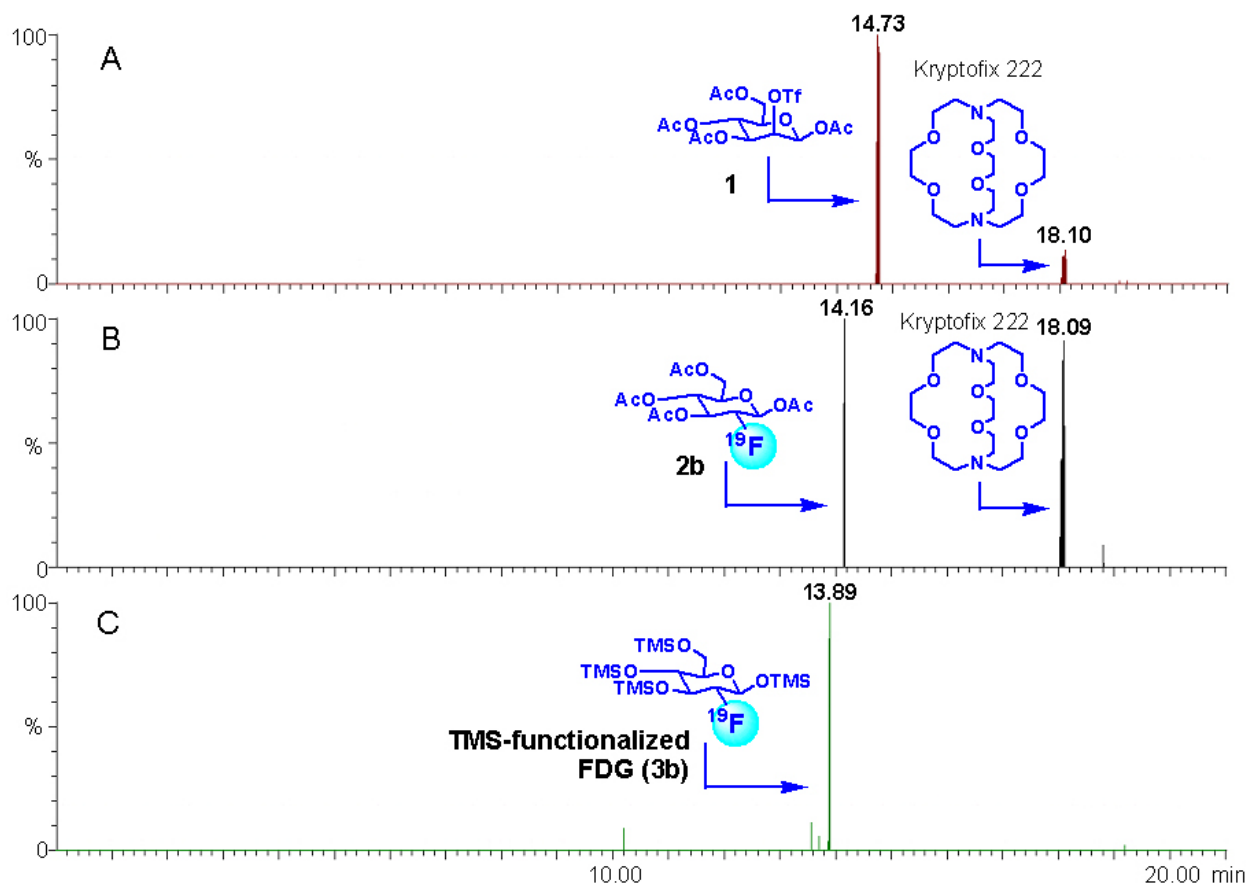 A
100
%
0
14.73
AcO
OTf
O
AcO
AcO
OAc
1
Kryptofix 222
N
O
O
O
O
O
O
N
18.10
B
100
%
0
14.16
AcO
O
AcO
AcO
OAc
19F
2b
Kryptofix 222
18.09
N
O
O
O
O
O
O
N
C
100
%
0
13.89
TMSO
O
TMSO
TMSO
OTMS
19F
TMS-functionalized
FDG (3b)
10.00
20.00 min